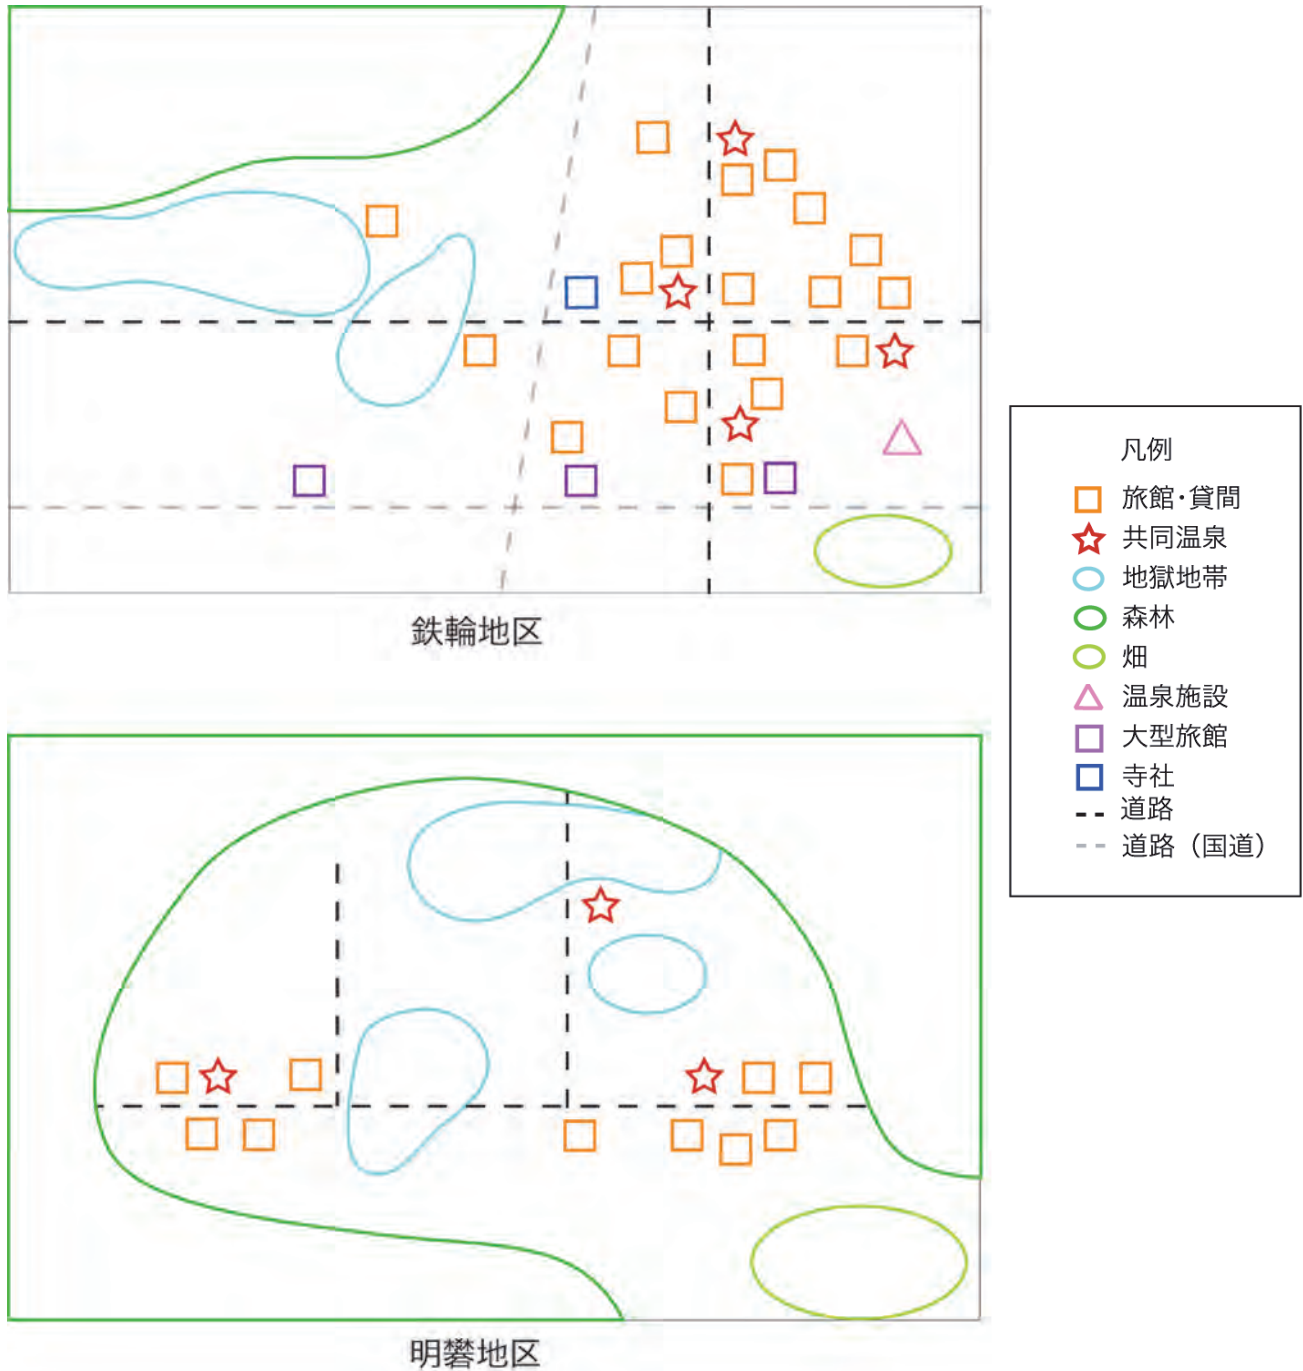 鉄輪地区
凡例
旅館・貸間
共同温泉
地獄地帯
森林
畑
温泉施設
大型旅館
寺社
道路
道路（国道）
明礬地区